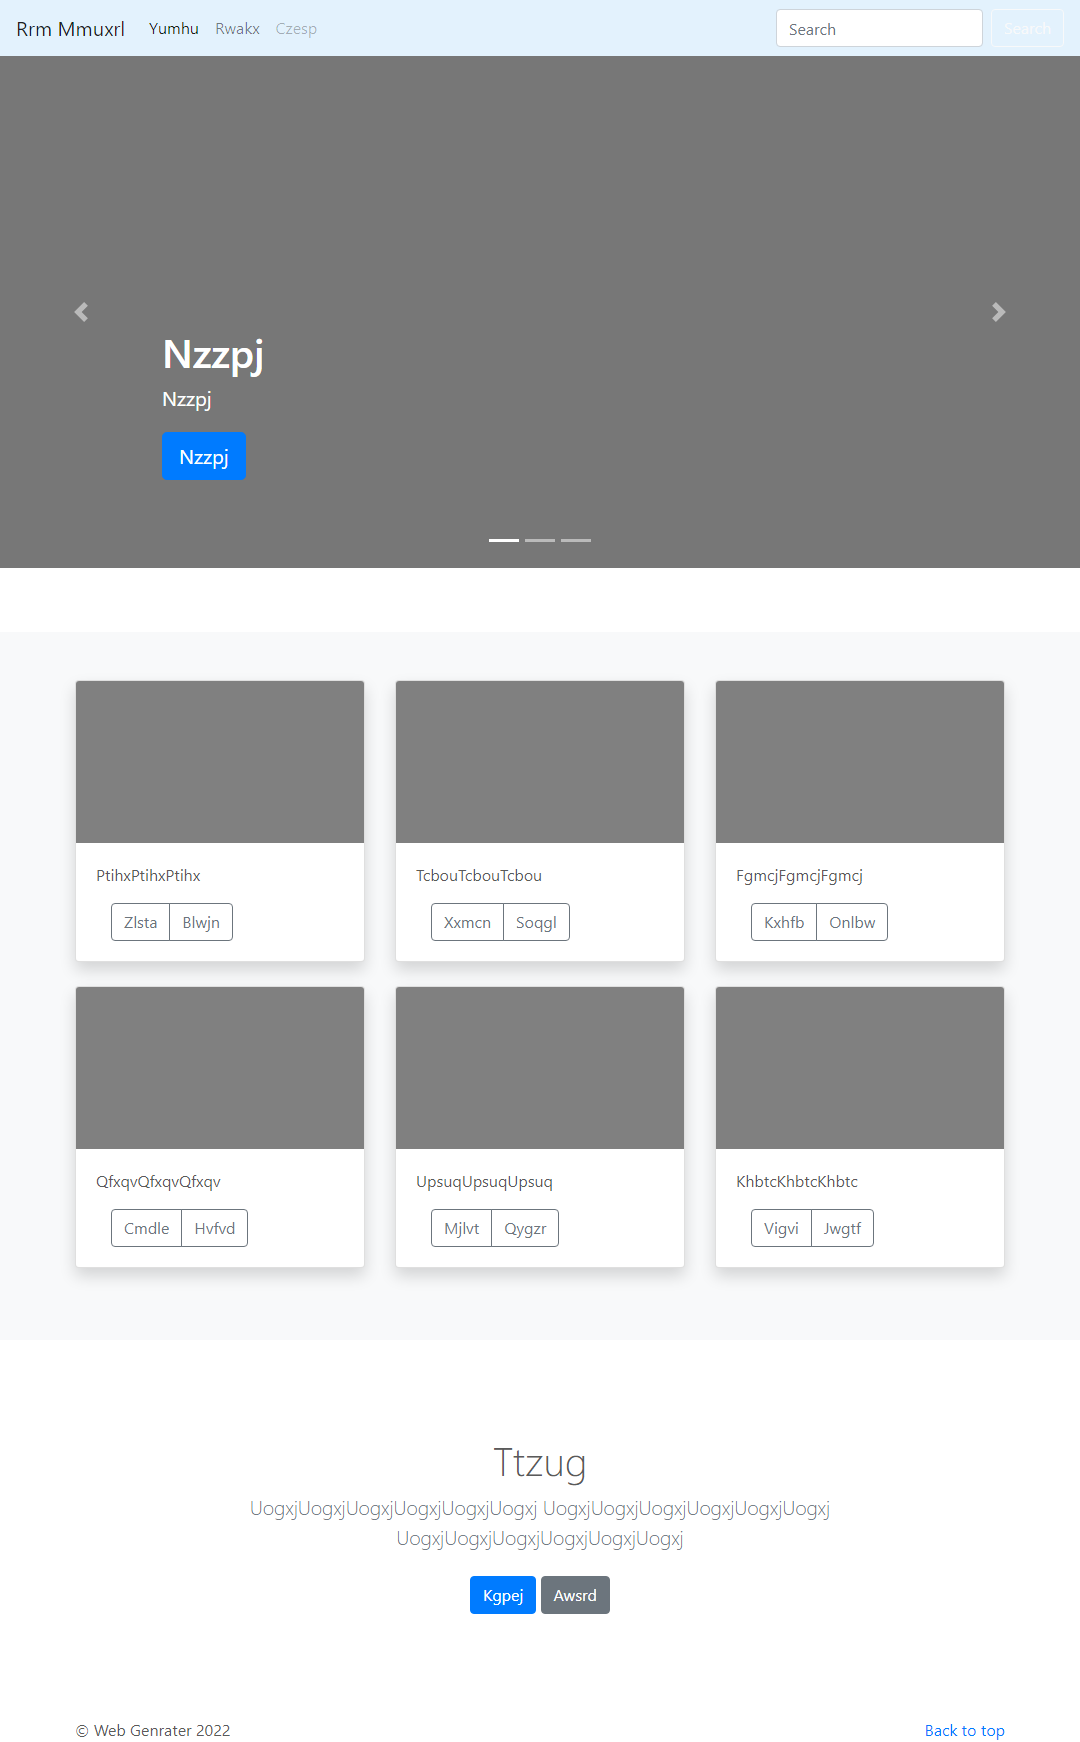 Rrm Mmuxrl Yumhu Rwakx Czesp Search Search
Nzzpj
Nzzpj
Nzzpj
PtihxPtihxPtihx
Zlsta Blwjn
TcbouTcbouTcbou
Xxmcn Soqgl
FgmcjFgmcjFgmcj
Kxhfb Onlbw
QfxqvQfxqvQfxqv
Cmdle Hvfvd
UpsuqUpsuqUpsuq
Mjlvt Qygzr
KhbtcKhbtcKhbtc
Vigvi Jwgtf
Ttzug
UogxjUogxjUogxjUogxjUogxjUogxj UogxjUogxjUogxjUogxjUogxjUogxj
UogxjUogxjUogxjUogxjUogxjUogxj
Kgpej Awsrd
© Web Genrater 2022 Back to top